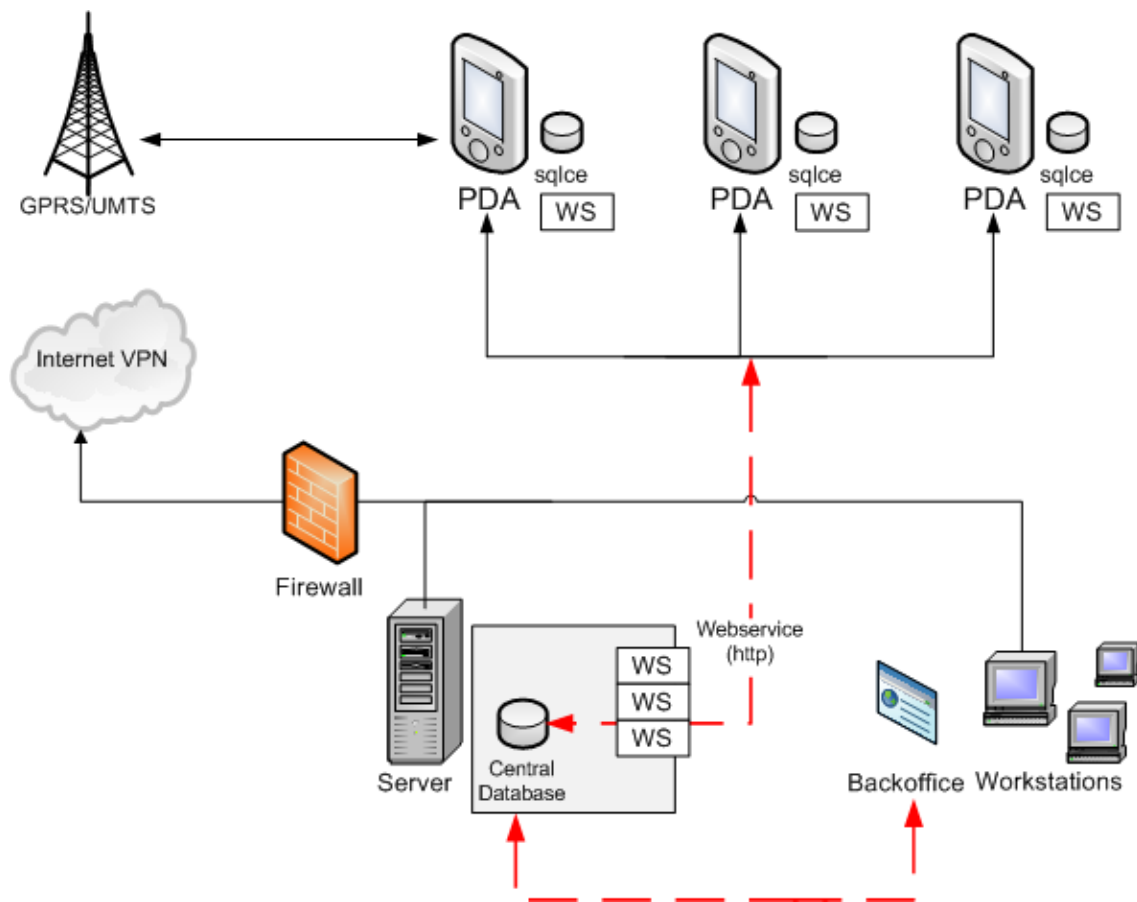 GPRS/UMTS
sqlce
PDA
WS
sqlce
PDA
WS
sqlce
PDA
WS
Internet VPN
Firewall
Webservice
(http)
WS
WS
WS
Central
Database
Server
Backoffice
Workstations